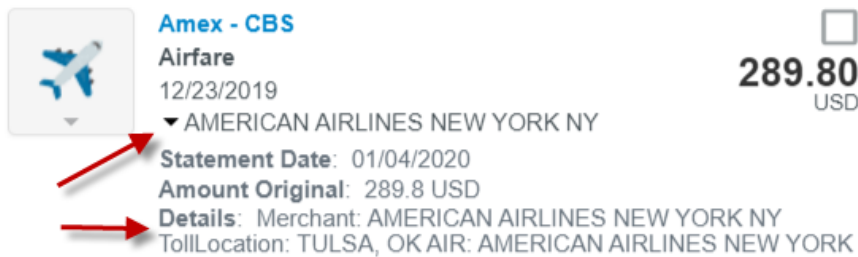 Amex - CBS
Airfare
289.80
12/23/2019
USD
AMERICAN AIRLINES NEW YORK NY
Statement Date: 01/04/2020
Amount Original: 289.8 USD
Details: Merchant: AMERICAN AIRLINES NEW YORK NY
TollLocation: TULSA, OK AIR: AMERICAN AIRLINES NEW YORK